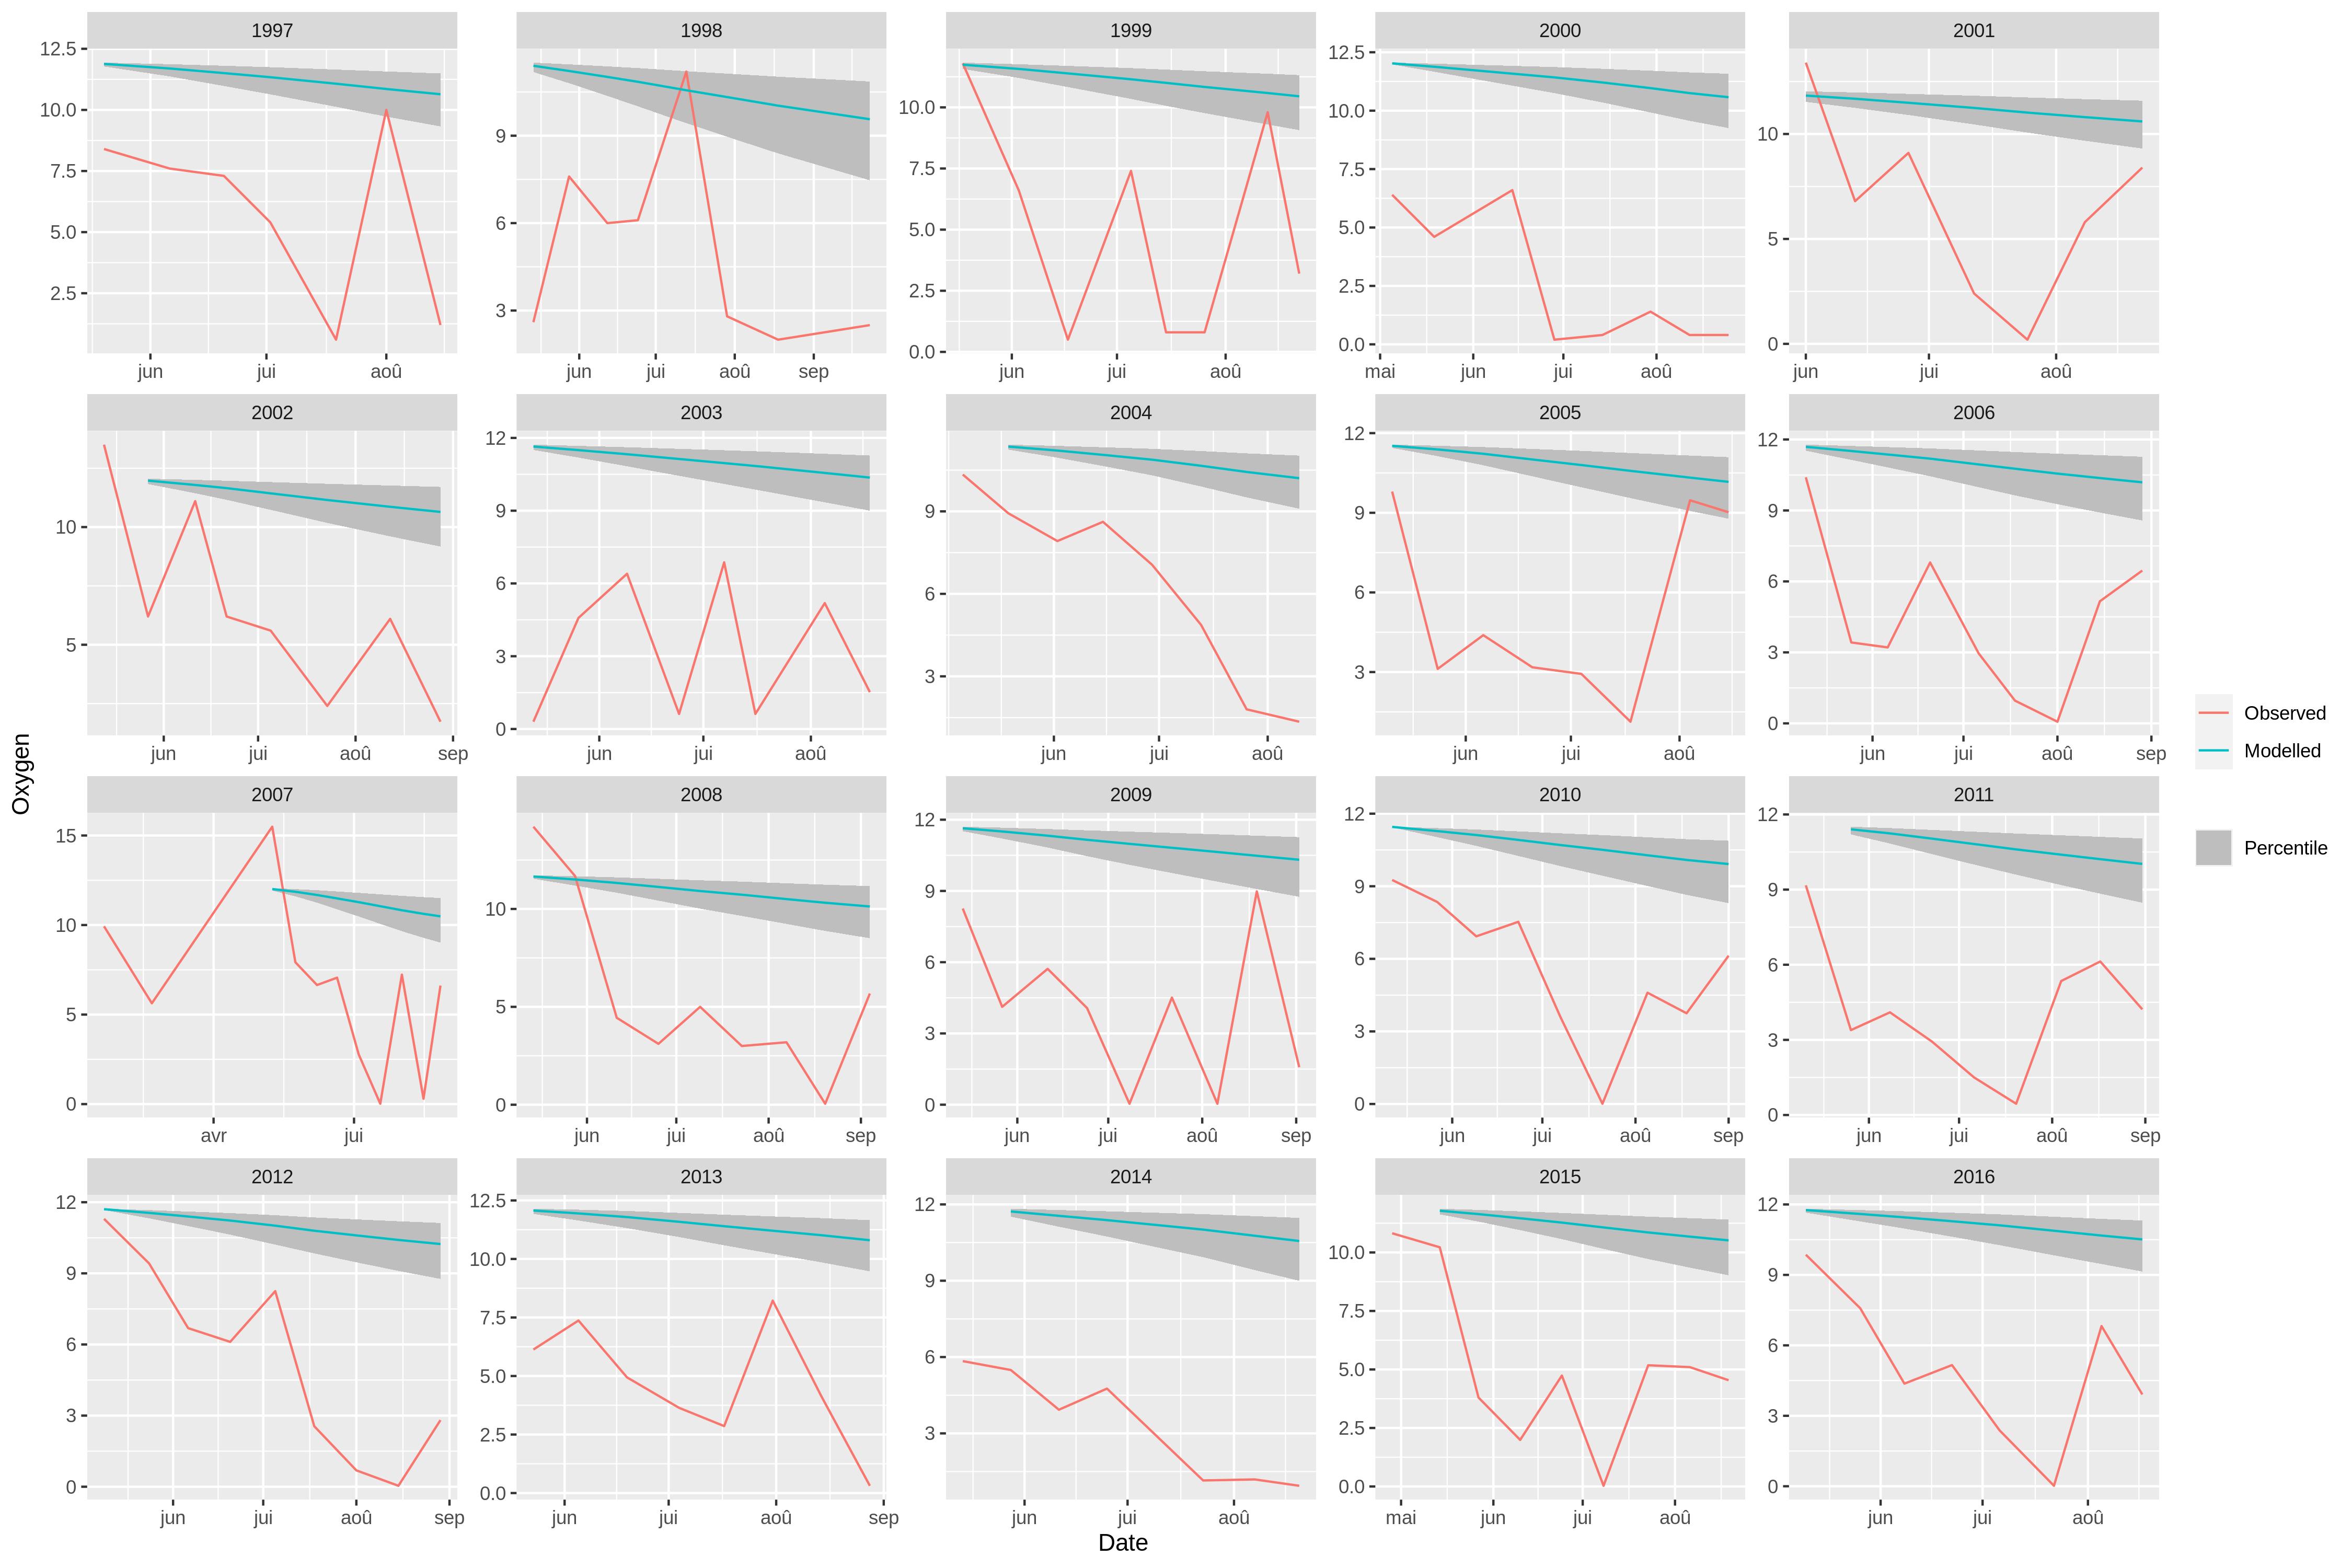 1997 1998 1999 2000 2001
12.5 10.0 7.5 5.0 2.5
9 6 3
10.0 7.5 5.0 2.5 0.0
12.5 10.0 7.5 5.0 2.5 0.0
10 5 0
jun jui aoû
jun jui aoû sep
jun jui aoû
mai jun jui aoû
jun jui aoû
2002 2003 2004 2005 2006
10 5
12 9 6 3 0
9 6 3
12 9 6 3
12 9 6 3 0
jun jui aoû sep
jun jui aoû
jun jui aoû
jun jui aoû
jun jui aoû sep
Oxygen
Observed
Modelled
Percentile
2007 2008 2009 2010 2011
15 10 5 0
10 5 0
12 9 6 3 0
12 9 6 3 0
12 9 6 3 0
avr jui
jun jui aoû sep
jun jui aoû sep
jun jui aoû sep
jun jui aoû sep
2012 2013 2014 2015 2016
12 9 6 3 0
12.5 10.0 7.5 5.0 2.5 0.0
12 9 6 3
10.0 7.5 5.0 2.5 0.0
12 9 6 3 0
jun jui aoû sep
jun jui aoû sep
jun jui aoû
mai jun jui aoû
jun jui aoû
Date